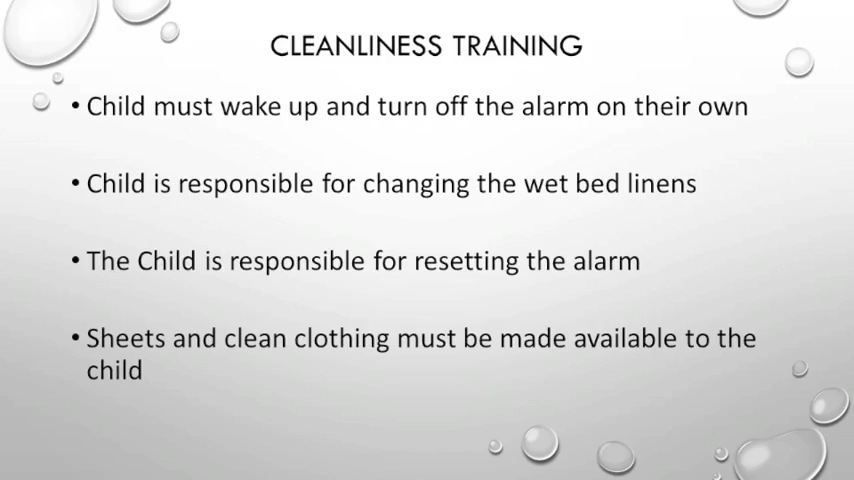 CLEANLINESS TRAINING
• Child must wake up and turn off the alarm on their own
• Child is responsible for changing the wet bed linens
• The Child is responsible for resetting the alarm
• Sheets and clean clothing must be made available to the
child